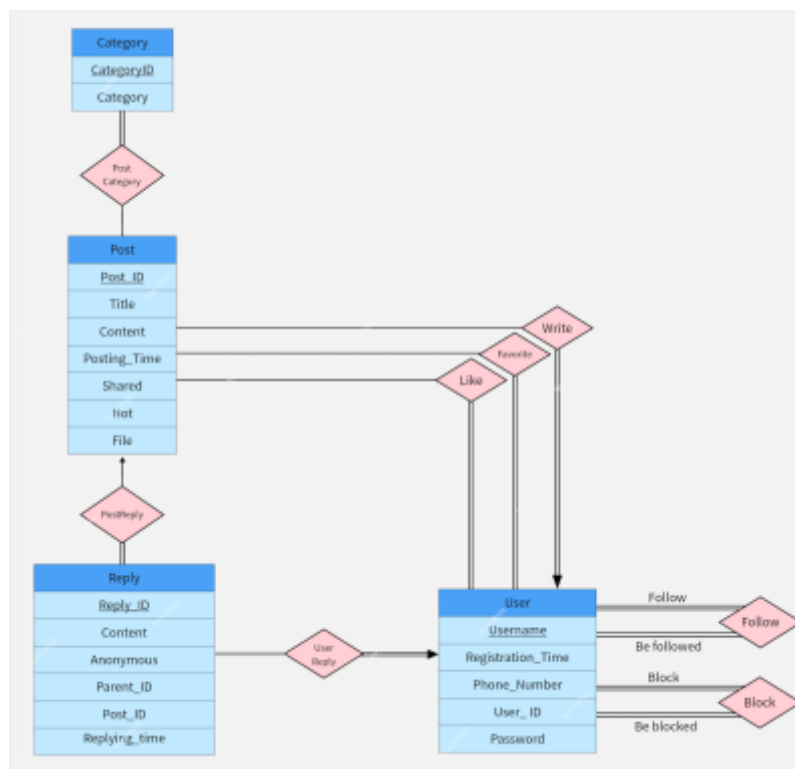 Category
CategoryID
Category
Post
Category
Post
Post_ID
Title
Content
Posting_Time
Shared
Hot
File
Write
Favorite
Like
PostReply
Reply
Reply_ID
Content
Anonymous
Parent_ID
Post_ID
Replying_time
User
Reply
User
Username
Registration_Time
Phone_Number
User_ ID
Password
Follow
Follow
Be followed
Block
Block
Be blocked